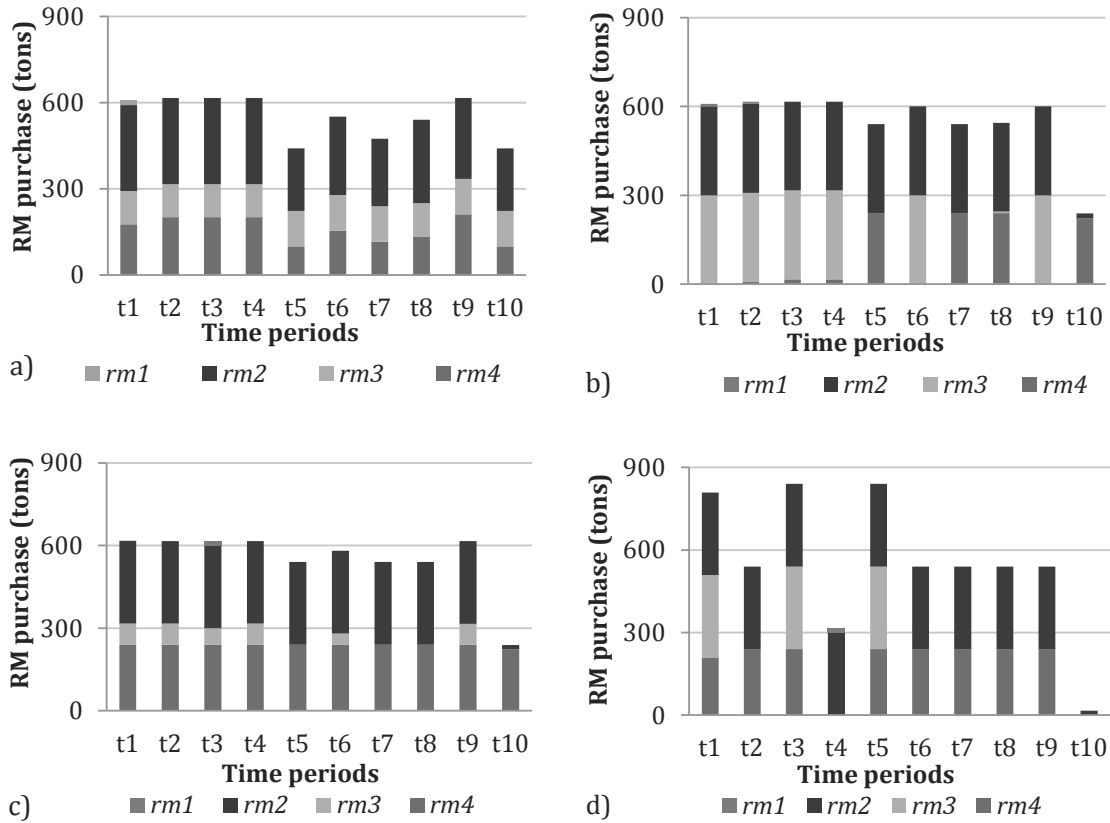 RM purchase (tons)
900
600
300
0
t1 t2 t3 t4 t5 t6 t7 t8 t9 t10
Time periods
a)
rm1 rm2 rm3 rm4
RM purchase (tons)
900
600
300
0
t1 t2 t3 t4 t5 t6 t7 t8 t9 t10
Time periods
b)
rm1 rm2 rm3 rm4
RM purchase (tons)
900
600
300
0
t1 t2 t3 t4 t5 t6 t7 t8 t9 t10
Time periods
c)
rm1 rm2 rm3 rm4
RM purchase (tons)
900
600
300
0
t1 t2 t3 t4 t5 t6 t7 t8 t9 t10
Time periods
d)
rm1 rm2 rm3 rm4